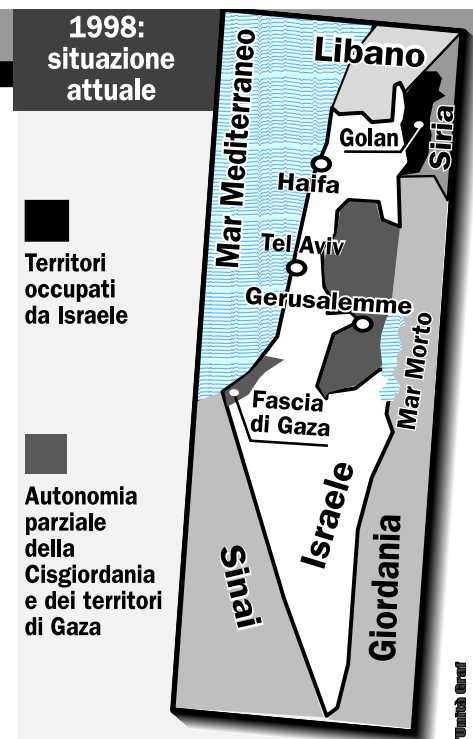 1998:
situazione
attuale
Territori
occupati
da Israele
Autonomia
parziale
della
Cisgiordania
e dei territori
di Gaza
Mar Mediterraneo
Libano
Golan
Siria
Haifa
Tel Aviv
Gerusalemme
Mar Morto
Fascia
di Gaza
Israele
Sinai
Giordania